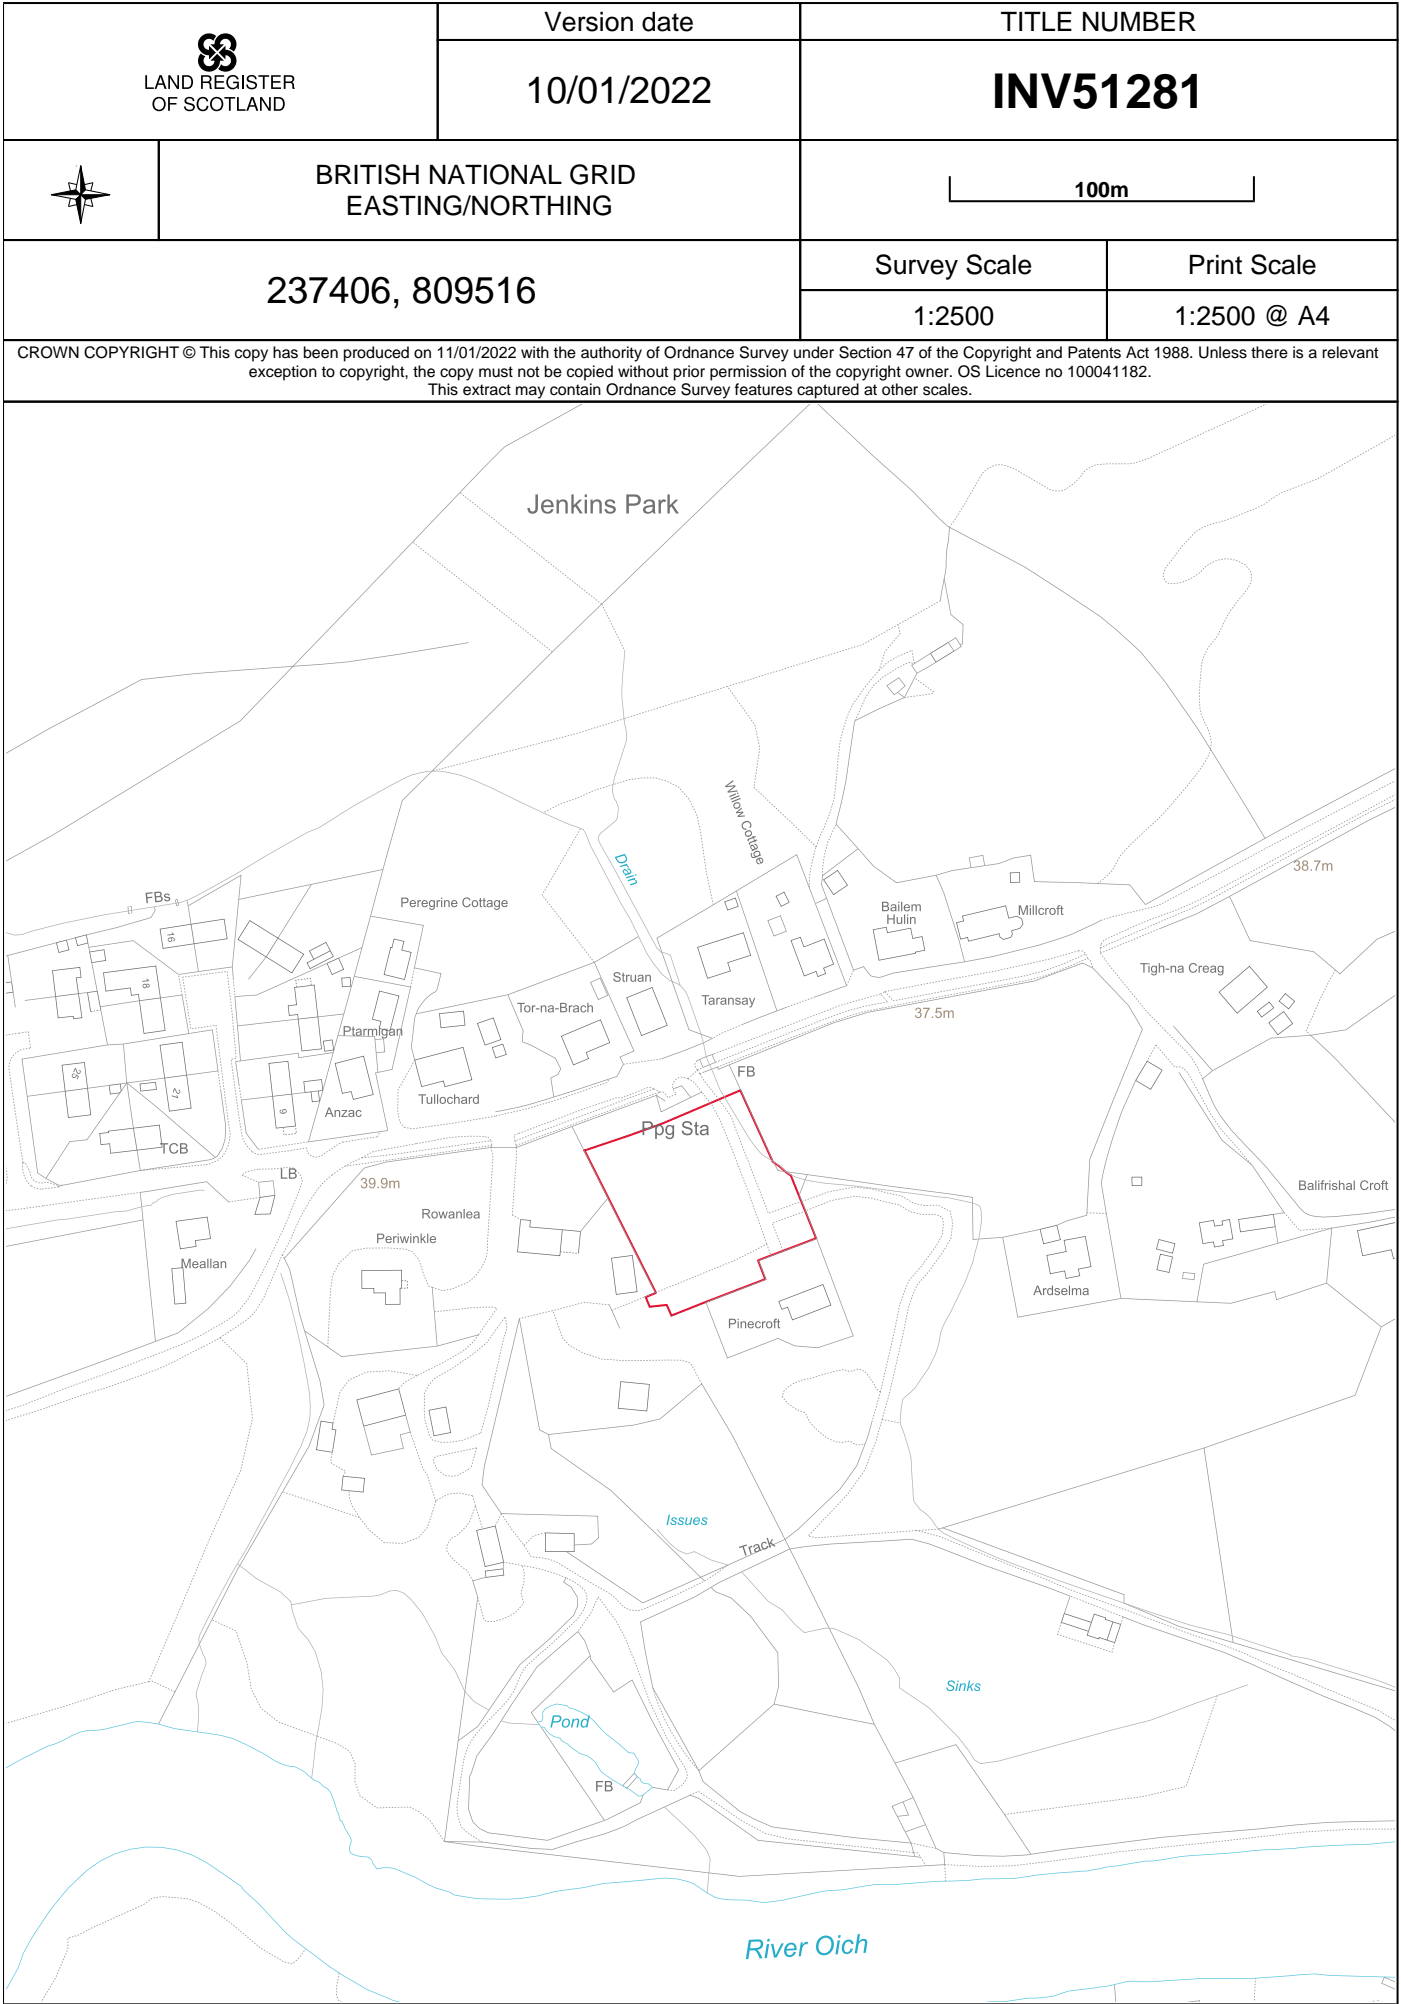 LAND REGISTER
OF SCOTLAND
Version date
10/01/2022
TITLE NUMBER
INV51281
BRITISH NATIONAL GRID
EASTING/NORTHING
100m
237406, 809516
Survey Scale
Print Scale
1:2500
1:2500 @ A4
CROWN COPYRIGHT © This copy has been produced on 11/01/2022 with the authority of Ordnance Survey under Section 47 of the Copyright and Patents Act 1988. Unless there is a relevant
exception to copyright, the copy must not be copied without prior permission of the copyright owner. OS Licence no 100041182.
This extract may contain Ordnance Survey features captured at other scales.
Jenkins Park
Willow Cottage
Drain
38.7m
FBs
Peregrine Cottage
Bailem
Hulin
Millcroft
16
18
Struan
Tigh-na Creag
Taransay
Tor-na-Brach
37.5m
Ptarmigan
FB
25
21
9
Anzac
Tullochard
Ppg Sta
TCB
LB
39.9m
Balifrishal Croft
Rowanlea
Periwinkle
Meallan
Ardselma
Pinecroft
Issues
Track
Sinks
Pond
FB
River Oich